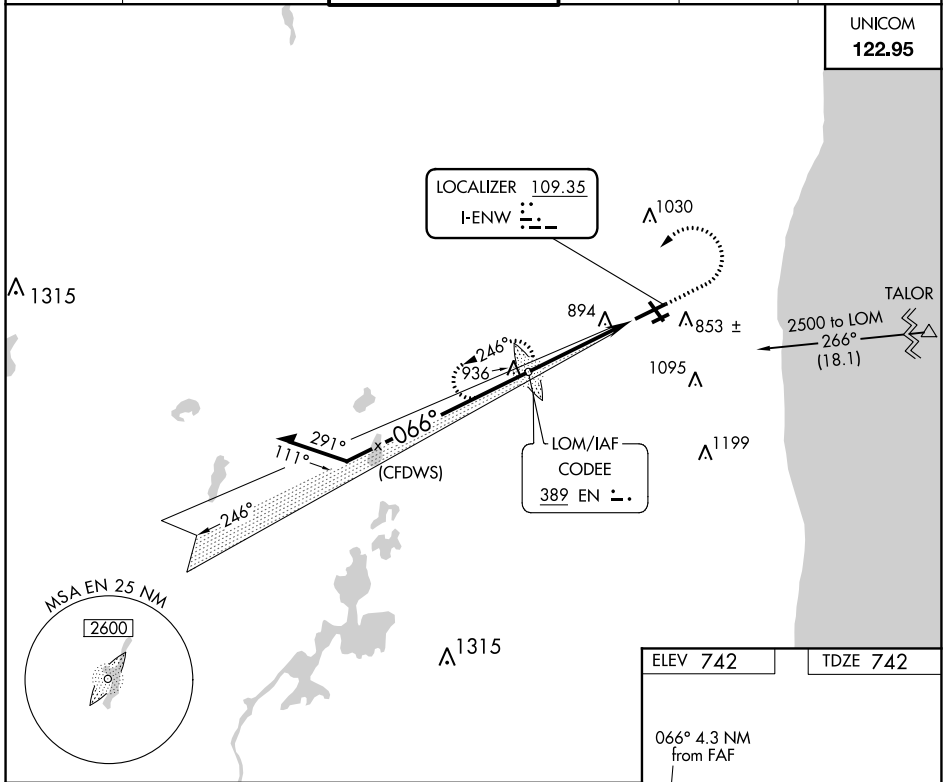 UNICOM
122.95
LOCALIZER 109.35
I-ENW
1030
1315
894
853 ±
TALOR
2500 to LOM
266°
(18.1)
246°
936
1095
066°
291°
111°
(CFDWS)
LOM/IAF
CODEE
389 EN
1199
246°
MSA EN 25 NM
2600
1315
ELEV 742
TDZE 742
066° 4.3 NM
from FAF